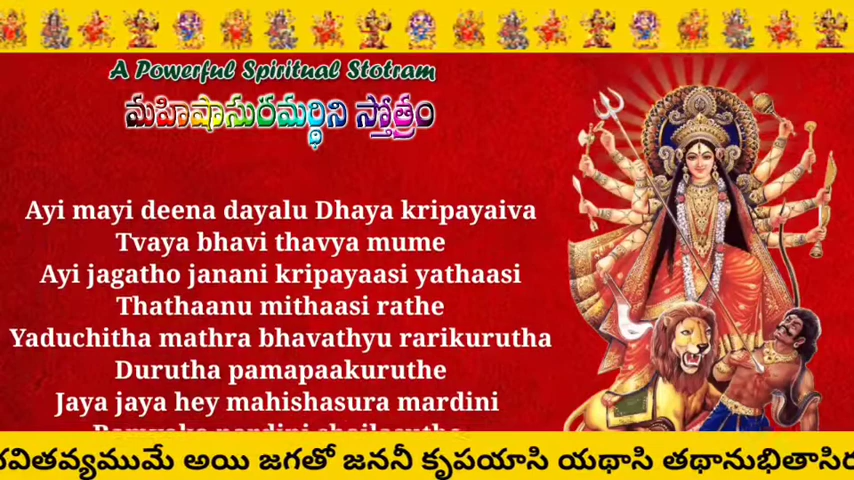 A Powerful Spiritual Stotram
మహిషాసురమర్ధిని స్తోత్రం
Ayi mayi deena dayalu Dhaya kripayaiva
Tvaya bhavi thavya mume
Ayi jagatho janani kripayaasi yathaasi
Thathaanu mithaasi rathe
Yaduchitha mathra bhavathyu rarikurutha
Durutha pamapaakuruthe
Jaya jaya hey mahishasura mardini
వితవ్యముమే అయి జగతో జననీ కృపయాసి యథాసి